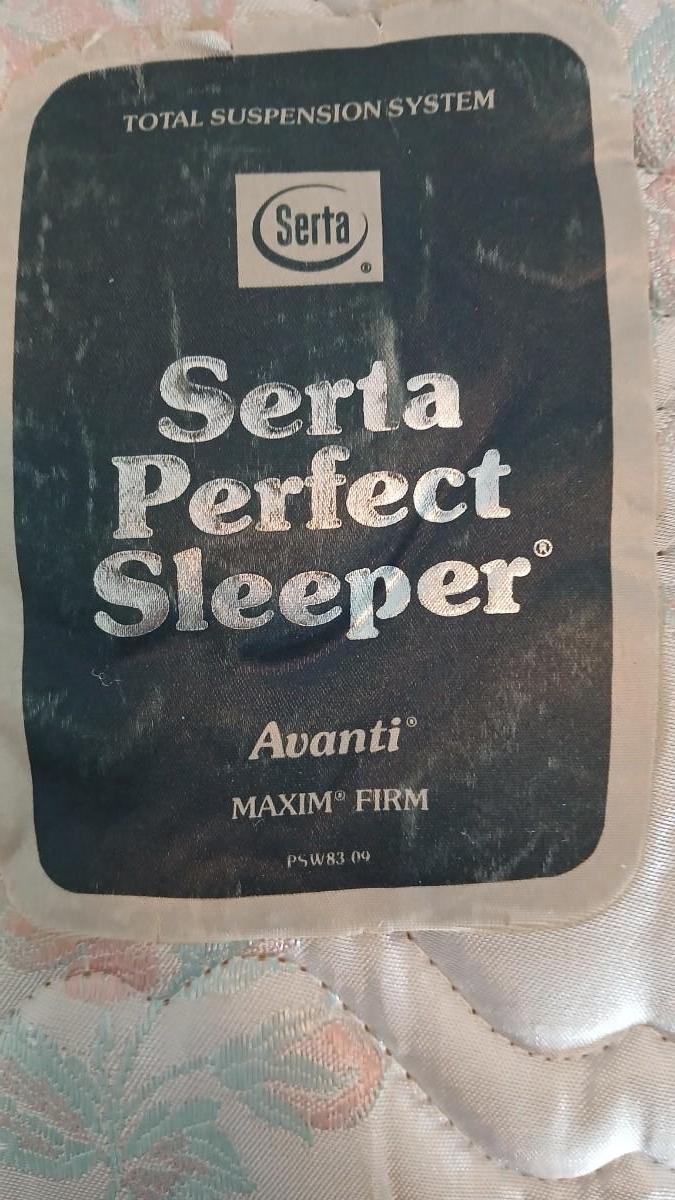 TOTAL SUSPENSION SYSTEM
Serta ®
Serta
Perfect
Sleeper®
Avanti®
MAXIM® FIRM
PSW83 09